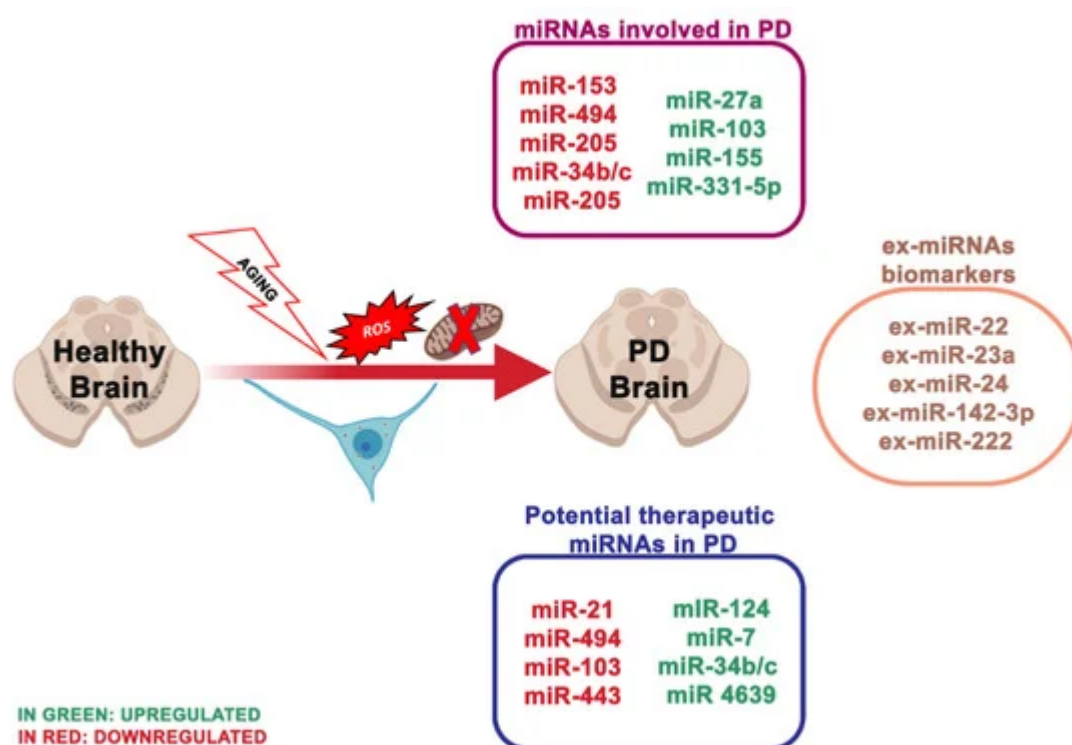 miRNAs involved in PD
miR-153
miR-494
miR-205
miR-34b/c
miR-205
miR-27a
miR-103
miR-155
miR-331-5p
AGING
ROS
X
Healthy
Brain
PD
Brain
ex-miRNAs
biomarkers
ex-miR-22
ex-miR-23a
ex-miR-24
ex-miR-142-3p
ex-miR-222
Potential therapeutic
miRNAs in PD
miR-21
miR-494
miR-103
miR-443
mIR-124
miR-7
miR-34b/c
miR 4639
IN GREEN: UPREGULATED
IN RED: DOWNREGULATED